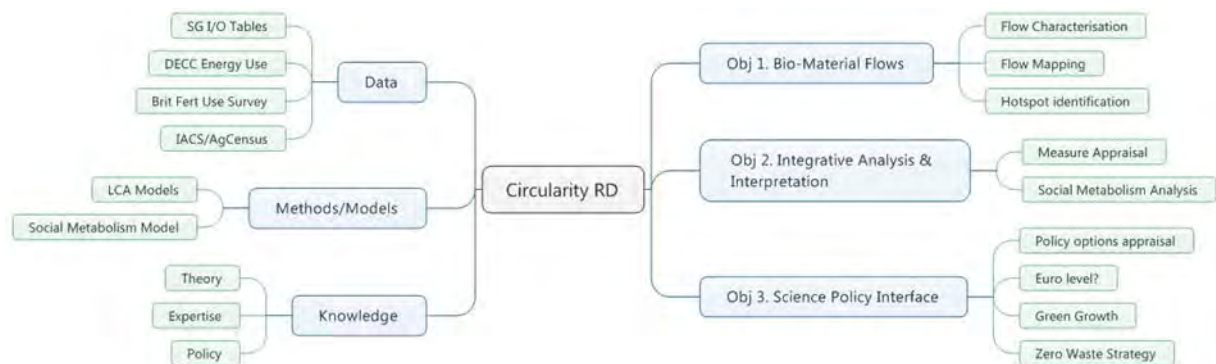 SG I/O Tables
DECC Energy Use
Brit Fert Use Survey
IACS/AgCensus
Data
LCA Models
Social Metabolism Model
Methods/Models
Theory
Expertise
Policy
Knowledge
Circularity RD
Obj 1. Bio-Material Flows
Flow Characterisation
Flow Mapping
Hotspot identification
Obj 2. Integrative Analysis &
Interpretation
Measure Appraisal
Social Metabolism Analysis
Obj 3. Science Policy Interface
Policy options appraisal
Euro level?
Green Growth
Zero Waste Strategy